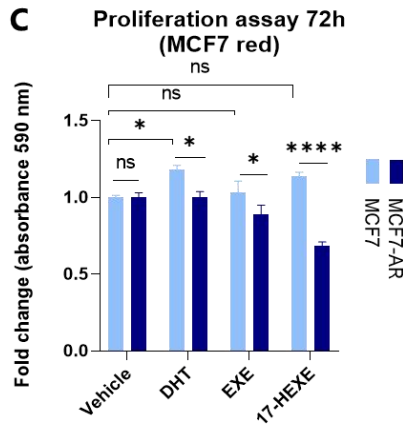 C
Proliferation assay 72h
(MCF7 red)
ns
ns
*
ns
*
*
****
Fold change (absorbance 590 nm)
1.5
1.0
0.5
0.0
Vehicle
DHT
EXE
17-HEXE
MCF7
MCF7-AR